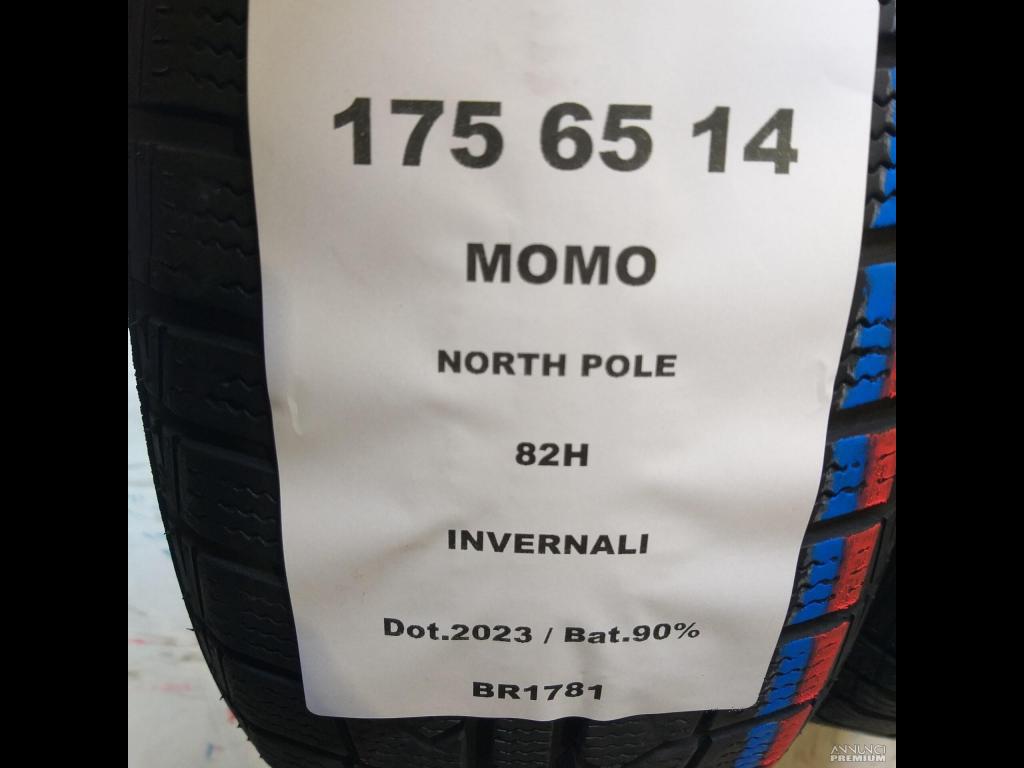 175 65 14
MOMO
NORTH POLE
82H
INVERNALI
Dot.2023 / Bat.90%
BR1781
ANNUNCI
PREMIUM